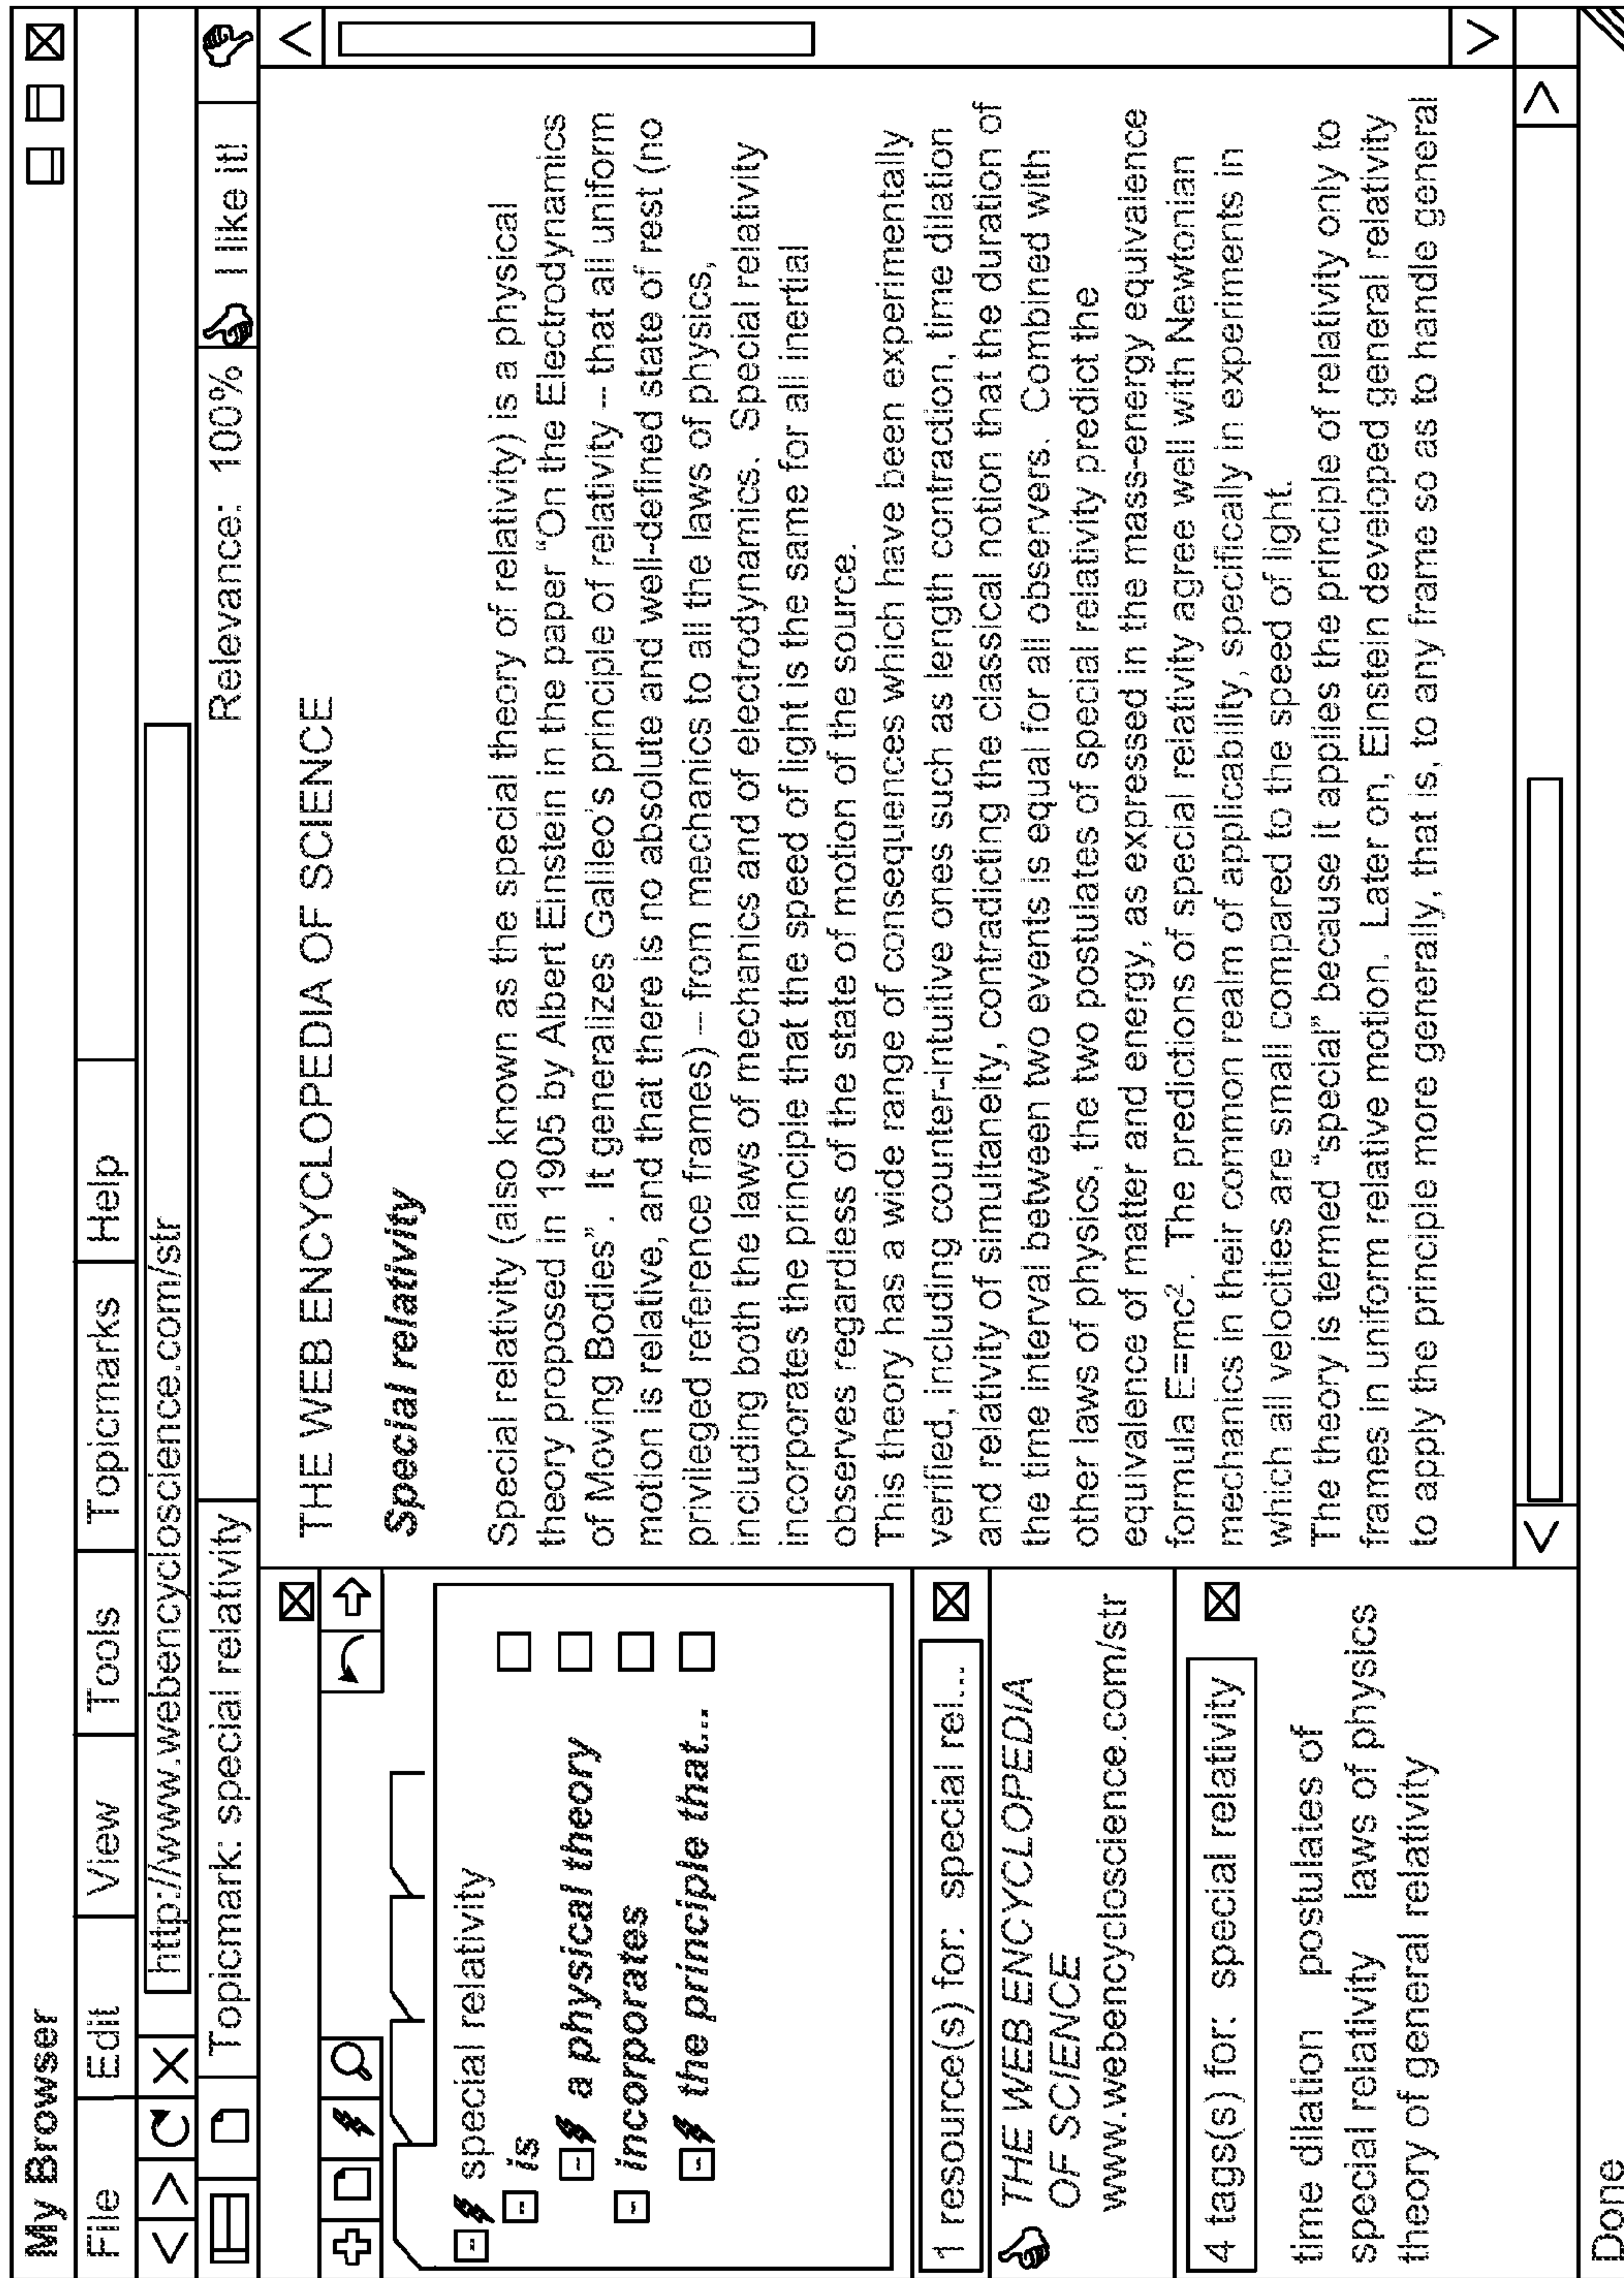 My Browser
File Edit View Tools Topicmarks Help
http://www.webencycloscience.com/str
Topicmark: special relativity Relevance: 100% I like it!
special relativity
is
a physical theory
incorporates
the principle that...
1 resource(s) for: special rel...
THE WEB ENCYCLOPEDIA
OF SCIENCE
www.webencycloscience.com/str
4 tags(s) for: special relativity
time dilation postulates of
special relativity laws of physics
theory of general relativity
THE WEB ENCYCLOPEDIA OF SCIENCE
Special relativity
Special relativity (also known as the special theory of relativity) is a physical
theory proposed in 1905 by Albert Einstein in the paper "On the Electrodynamics
of Moving Bodies". It generalizes Galileo's principle of relativity -- that all uniform
motion is relative, and that there is no absolute and well-defined state of rest (no
privileged reference frames) -- from mechanics to all the laws of physics,
including both the laws of mechanics and of electrodynamics. Special relativity
incorporates the principle that the speed of light is the same for all inertial
observes regardless of the state of motion of the source.
This theory has a wide range of consequences which have been experimentally
verified, including counter-intuitive ones such as length contraction, time dilation
and relativity of simultaneity, contradicting the classical notion that the duration of
the time interval between two events is equal for all observers. Combined with
other laws of physics, the two postulates of special relativity predict the
equivalence of matter and energy, as expressed in the mass-energy equivalence
formula E=mc². The predictions of special relativity agree well with Newtonian
mechanics in their common realm of applicability, specifically in experiments in
which all velocities are small compared to the speed of light.
The theory is termed "special" because it applies the principle of relativity only to
frames in uniform relative motion. Later on, Einstein developed general relativity
to apply the principle more generally, that is, to any frame so as to handle general
Done